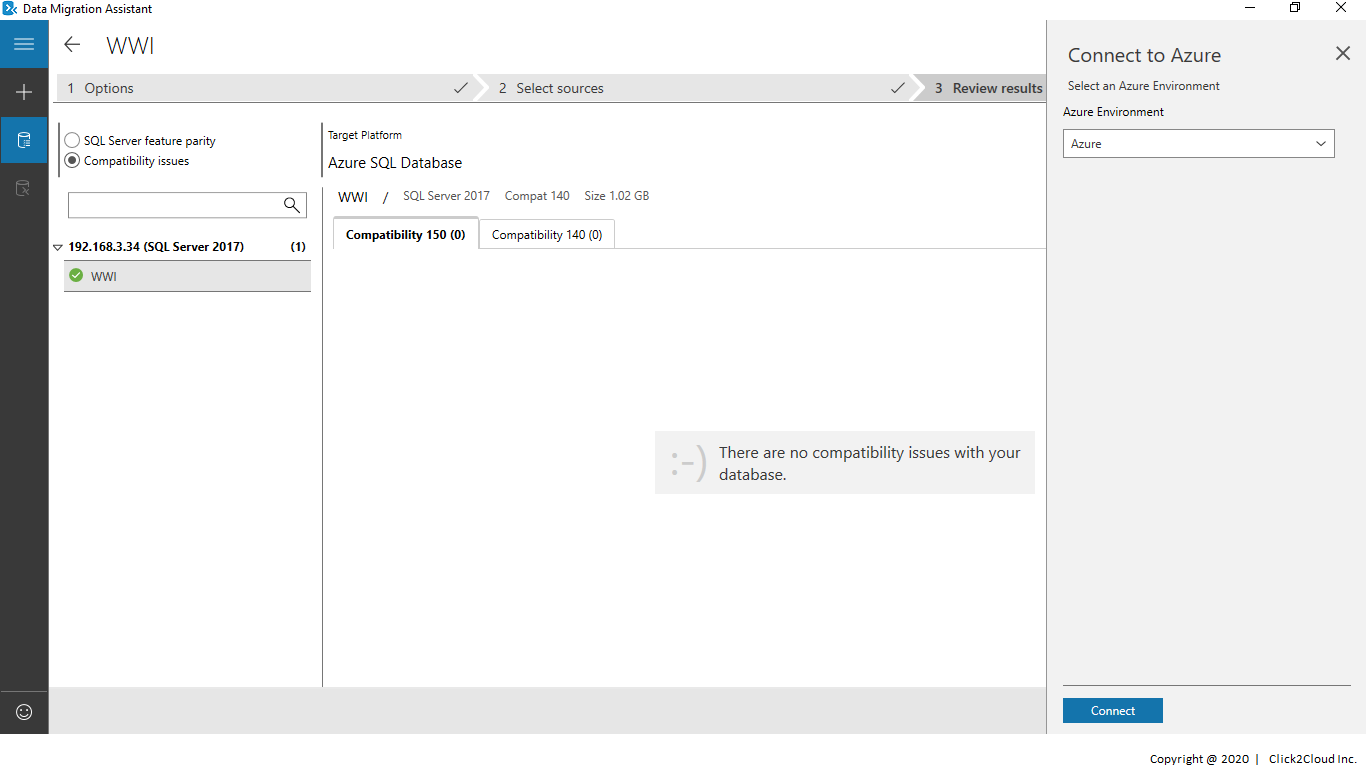 Data Migration Assistant
WWI
1 Options
2 Select sources
3 Review results
SQL Server feature parity
Compatibility issues
192.168.3.34 (SQL Server 2017) (1)
WWI
Target Platform
Azure SQL Database
WWI / SQL Server 2017 Compat 140 Size 1.02 GB
Compatibility 150 (0)
Compatibility 140 (0)
:-)
There are no compatibility issues with your
database.
Connect to Azure
Select an Azure Environment
Azure Environment
Azure
Connect
Copyright @ 2020 | Click2Cloud Inc.